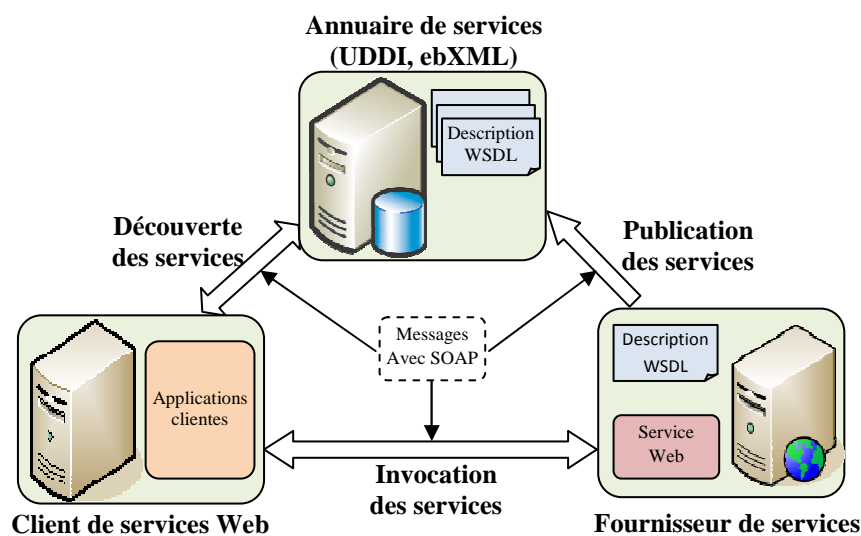 Annuaire de services
(UDDI, ebXML)
Description
WSDL
Découverte
des services
Publication
des services
Messages
Avec SOAP
Applications
clientes
Description
WSDL
Service
Web
Invocation
des services
Client de services Web
Fournisseur de services